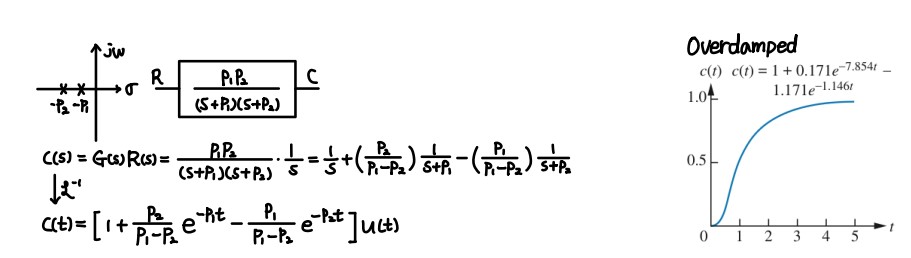 jω
σ
-P₂ -P₁
R P₁P₂/((S+P₁)(S+P₂)) C
C(s) = G(s)R(s) = P₁P₂/((S+P₁)(S+P₂)) · 1/S = 1/S + (P₂/(P₁-P₂)) 1/(S+P₁) - (P₁/(P₁-P₂)) 1/(S+P₂)
↓ℒ⁻¹
C(t) = [1 + P₂/(P₁-P₂) e^(-P₁t) - P₁/(P₁-P₂) e^(-P₂t)] u(t)
Overdamped
c(t) c(t) = 1 + 0.171e^(-7.854t) –
1.171e^(-1.146t)
1.0
0.5
0 1 2 3 4 5 t